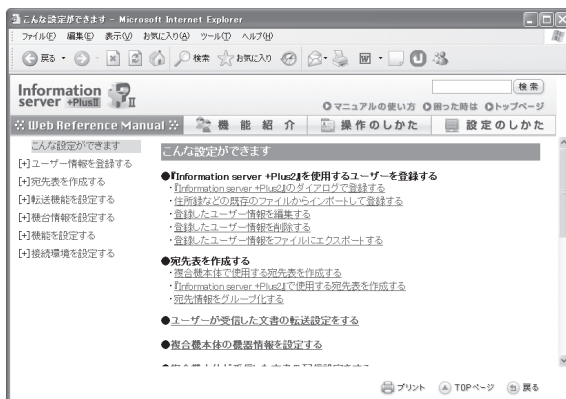 こんな設定ができます - Microsoft Internet Explorer
ファイル(F) 編集(E) 表示(V) お気に入り(A) ツール(T) ヘルプ(H)
戻る 検索 お気に入り
Information server +PlusII
検索
マニュアルの使い方 困った時は トップページ
Web Reference Manual 機能紹介 操作のしかた 設定のしかた
こんな設定ができます
[+]ユーザー情報を登録する
[+]宛先表を作成する
[+]転送機能を設定する
[+]機台情報を設定する
[+]機能を設定する
[+]接続環境を設定する
こんな設定ができます
●『Information server +Plus2』を使用するユーザーを登録する
・『Information server +Plus2』のダイアログで登録する
・住所録などの既存のファイルからインポートして登録する
・登録したユーザー情報を編集する
・登録したユーザー情報を削除する
・登録したユーザー情報をファイルにエクスポートする
●宛先表を作成する
・複合機本体で使用する宛先表を作成する
・『Information server +Plus2』で使用する宛先表を作成する
・宛先情報をグループ化する
●ユーザーが受信した文書の転送設定をする
●複合機本体の機器情報を設定する
プリント TOPページ 戻る